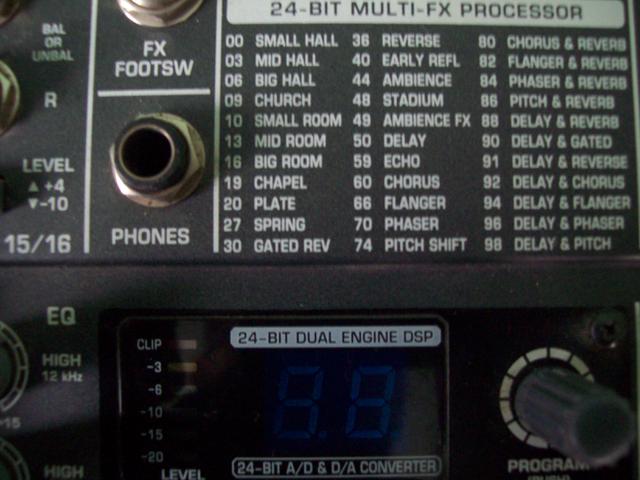 24-BIT MULTI-FX PROCESSOR
BAL
OR
UNBAL
FX
FOOTSW
R
LEVEL
▲ +4
▼-10
15/16
PHONES
00 SMALL HALL 36 REVERSE 80 CHORUS & REVERB
03 MID HALL 40 EARLY REFL 82 FLANGER & REVERB
06 BIG HALL 44 AMBIENCE 84 PHASER & REVERB
09 CHURCH 48 STADIUM 86 PITCH & REVERB
10 SMALL ROOM 49 AMBIENCE FX 88 DELAY & REVERB
13 MID ROOM 50 DELAY 90 DELAY & GATED
16 BIG ROOM 59 ECHO 91 DELAY & REVERSE
19 CHAPEL 60 CHORUS 92 DELAY & CHORUS
20 PLATE 66 FLANGER 94 DELAY & FLANGER
27 SPRING 70 PHASER 96 DELAY & PHASER
30 GATED REV 74 PITCH SHIFT 98 DELAY & PITCH
EQ
HIGH
12 kHz
HIGH
CLIP
-3
-6
-10
-15
-20
LEVEL
24-BIT DUAL ENGINE DSP
8.8
24-BIT A/D & D/A CONVERTER
PROGRAM